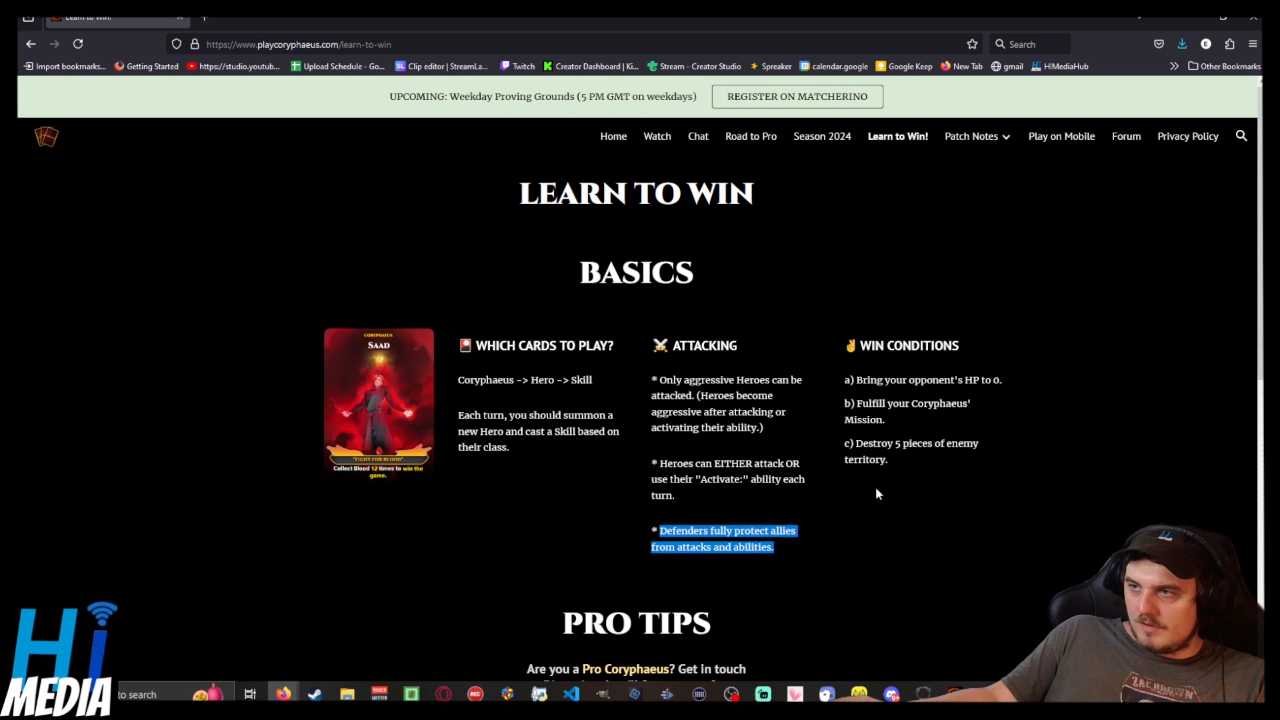 Learn to Win!
https://www.playcoryphaeus.com/learn-to-win
Search
Import bookmarks...
Getting Started
https://studio.youtub...
Upload Schedule - Go...
Clip editor | StreamLa...
Twitch
Creator Dashboard | Ki...
Stream - Creator Studio
Spreaker
calendar.google
Google Keep
New Tab
gmail
HIMediaHub
Other Bookmarks
UPCOMING: Weekday Proving Grounds (5 PM GMT on weekdays)
REGISTER ON MATCHERINO
Home
Watch
Chat
Road to Pro
Season 2024
Learn to Win!
Patch Notes
Play on Mobile
Forum
Privacy Policy
LEARN TO WIN
BASICS
CORYPHAEUS
SAAD
"FIGHT FOR BLOOD"
Collect Blood 12 times to win the
game.
WHICH CARDS TO PLAY?
Coryphaeus -> Hero -> Skill
Each turn, you should summon a
new Hero and cast a Skill based on
their class.
ATTACKING
* Only aggressive Heroes can be
attacked. (Heroes become
aggressive after attacking or
activating their ability.)
* Heroes can EITHER attack OR
use their "Activate:" ability each
turn.
* Defenders fully protect allies
from attacks and abilities.
WIN CONDITIONS
a) Bring your opponent's HP to 0.
b) Fulfill your Coryphaeus'
Mission.
c) Destroy 5 pieces of enemy
territory.
PRO TIPS
Are you a Pro Coryphaeus? Get in touch
Hi
MEDIA
to search
REC